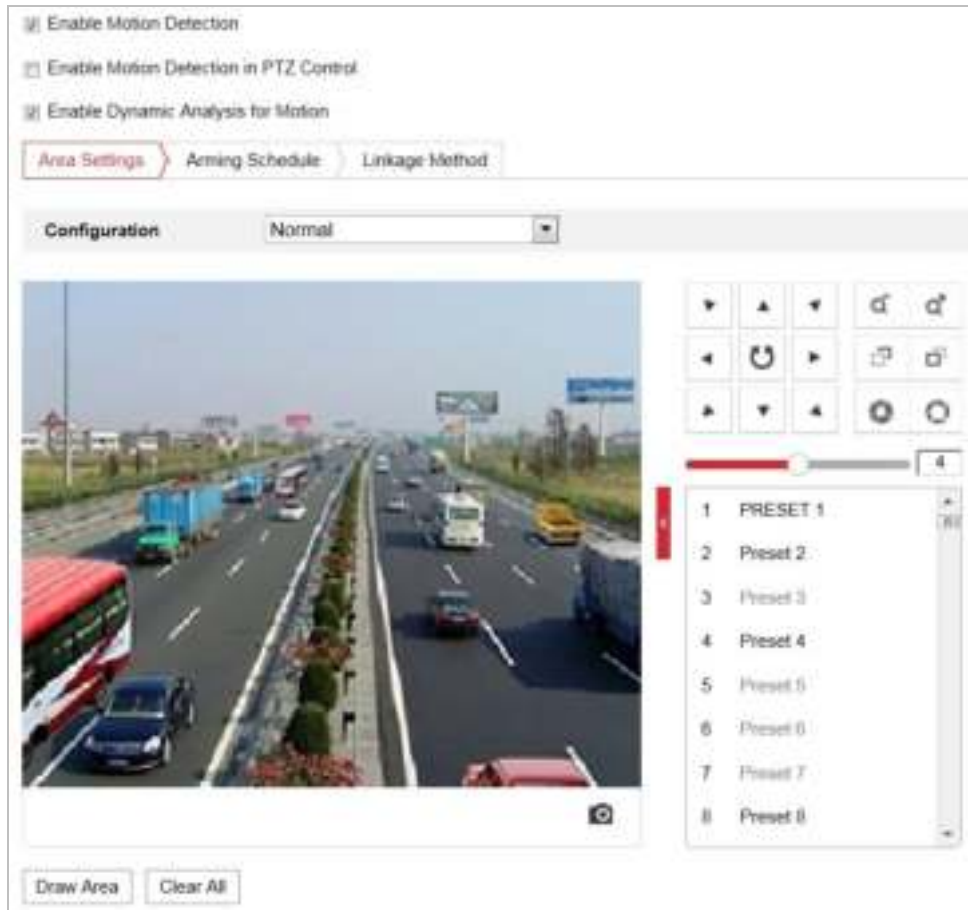 Enable Motion Detection
Enable Motion Detection in PTZ Control
Enable Dynamic Analysis for Motion
Area Settings Arming Schedule Linkage Method
Configuration Normal
4
1 PRESET 1
2 Preset 2
3 Preset 3
4 Preset 4
5 Preset 5
6 Preset 6
7 Preset 7
8 Preset 8
Draw Area Clear All